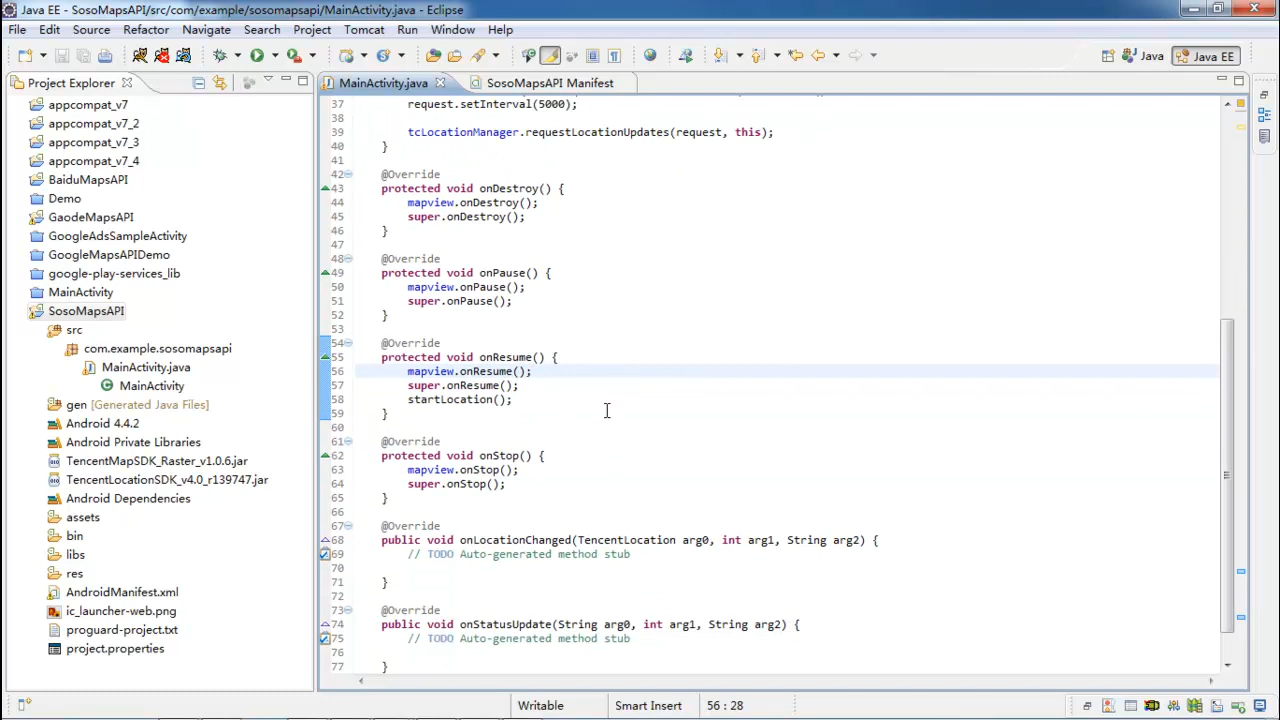 Java EE - SosoMapsAPI/src/com/example/sosomapsapi/MainActivity.java - Eclipse
File Edit Source Refactor Navigate Search Project Tomcat Run Window Help
Java Java EE
Project Explorer
MainActivity.java SosoMapsAPI Manifest
appcompat_v7
appcompat_v7_2
appcompat_v7_3
appcompat_v7_4
BaiduMapsAPI
Demo
GaodeMapsAPI
GoogleAdsSampleActivity
GoogleMapsAPIDemo
google-play-services_lib
MainActivity
SosoMapsAPI
src
com.example.sosomapsapi
MainActivity.java
MainActivity
gen [Generated Java Files]
Android 4.4.2
Android Private Libraries
TencentMapSDK_Raster_v1.0.6.jar
TencentLocationSDK_v4.0_r139747.jar
Android Dependencies
assets
bin
libs
res
AndroidManifest.xml
ic_launcher-web.png
proguard-project.txt
project.properties
37 request.setInterval(5000);
38
39 tcLocationManager.requestLocationUpdates(request, this);
40 }
41
42 @Override
43 protected void onDestroy() {
44 mapview.onDestroy();
45 super.onDestroy();
46 }
47
48 @Override
49 protected void onPause() {
50 mapview.onPause();
51 super.onPause();
52 }
53
54 @Override
55 protected void onResume() {
56 mapview.onResume();
57 super.onResume();
58 startLocation();
59 }
60
61 @Override
62 protected void onStop() {
63 mapview.onStop();
64 super.onStop();
65 }
66
67 @Override
68 public void onLocationChanged(TencentLocation arg0, int arg1, String arg2) {
69 // TODO Auto-generated method stub
70
71 }
72
73 @Override
74 public void onStatusUpdate(String arg0, int arg1, String arg2) {
75 // TODO Auto-generated method stub
76
77 }
Writable Smart Insert 56 : 28